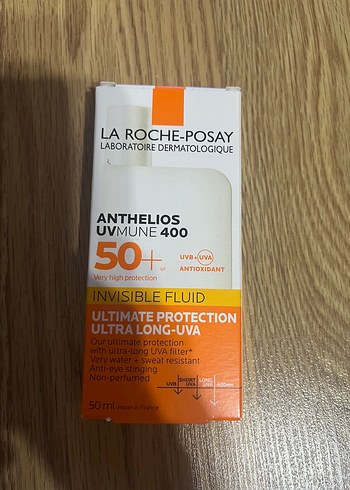 LA ROCHE-POSAY
LABORATOIRE DERMATOLOGIQUE
ANTHELIOS
UVMUNE 400
50+
Very high protection
UVB+UVA
ANTIOXIDANT
INVISIBLE FLUID
ULTIMATE PROTECTION
ULTRA LONG-UVA
Our ultimate protection
with ultra-long UVA filter*
Very water + sweat resistant
Anti-eye stinging
Non-perfumed
UVB SHORT UVA LONG UVA 400nm
50 ml Made in France